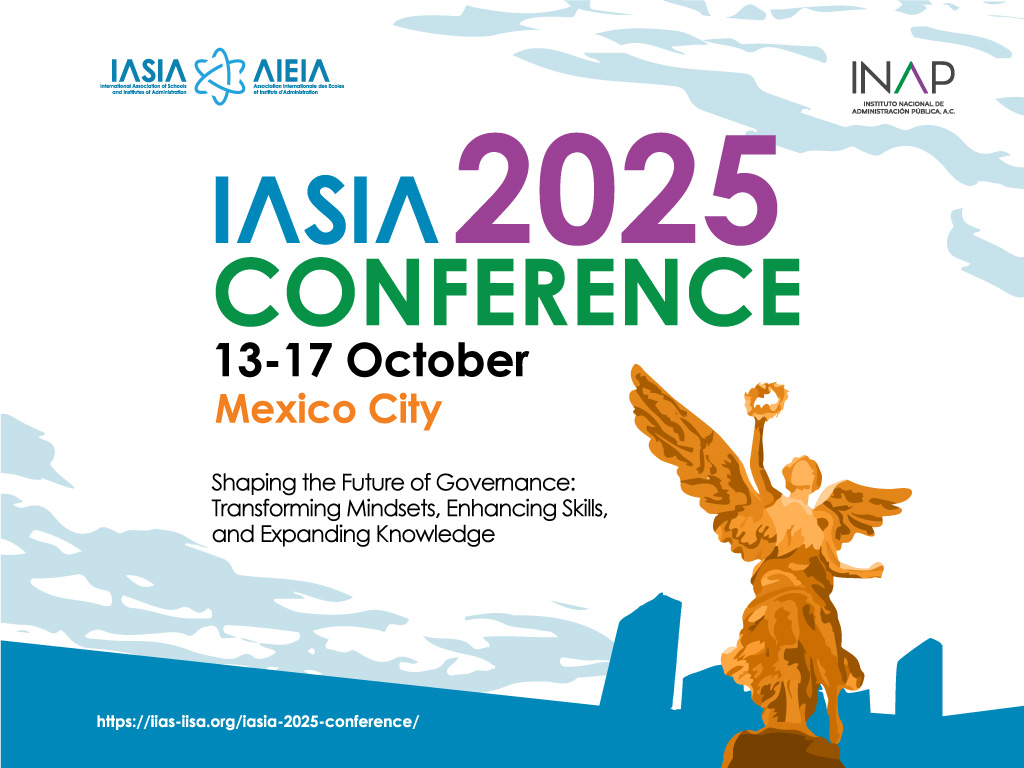 IASIA
International Association of Schools
and Institutes of Administration
AIEIA
Association Internationale des Ecoles
et Instituts d'Administration
INAP
INSTITUTO NACIONAL DE
ADMINISTRACIÓN PÚBLICA, A.C.
IASIA 2025
CONFERENCE
13-17 October
Mexico City
Shaping the Future of Governance:
Transforming Mindsets, Enhancing Skills,
and Expanding Knowledge
https://iias-iisa.org/iasia-2025-conference/